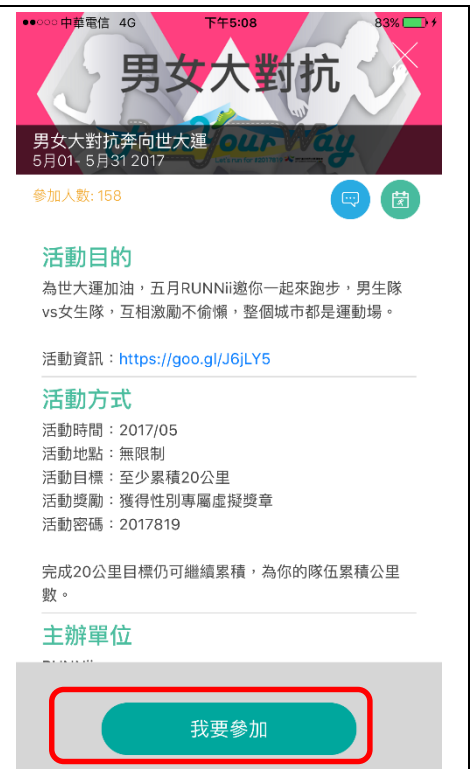 中華電信 4G 下午5:08 83%
男女大對抗
Your Way
男女大對抗奔向世大運
5月01- 5月31 2017
參加人數: 158
活動目的
為世大運加油，五月RUNNii邀你一起來跑步，男生隊
vs女生隊，互相激勵不偷懶，整個城市都是運動場。
活動資訊：https://goo.gl/J6jLY5
活動方式
活動時間：2017/05
活動地點：無限制
活動目標：至少累積20公里
活動獎勵：獲得性別專屬虛擬獎章
活動密碼：2017819
完成20公里目標仍可繼續累積，為你的隊伍累積公里
數。
主辦單位
我要參加